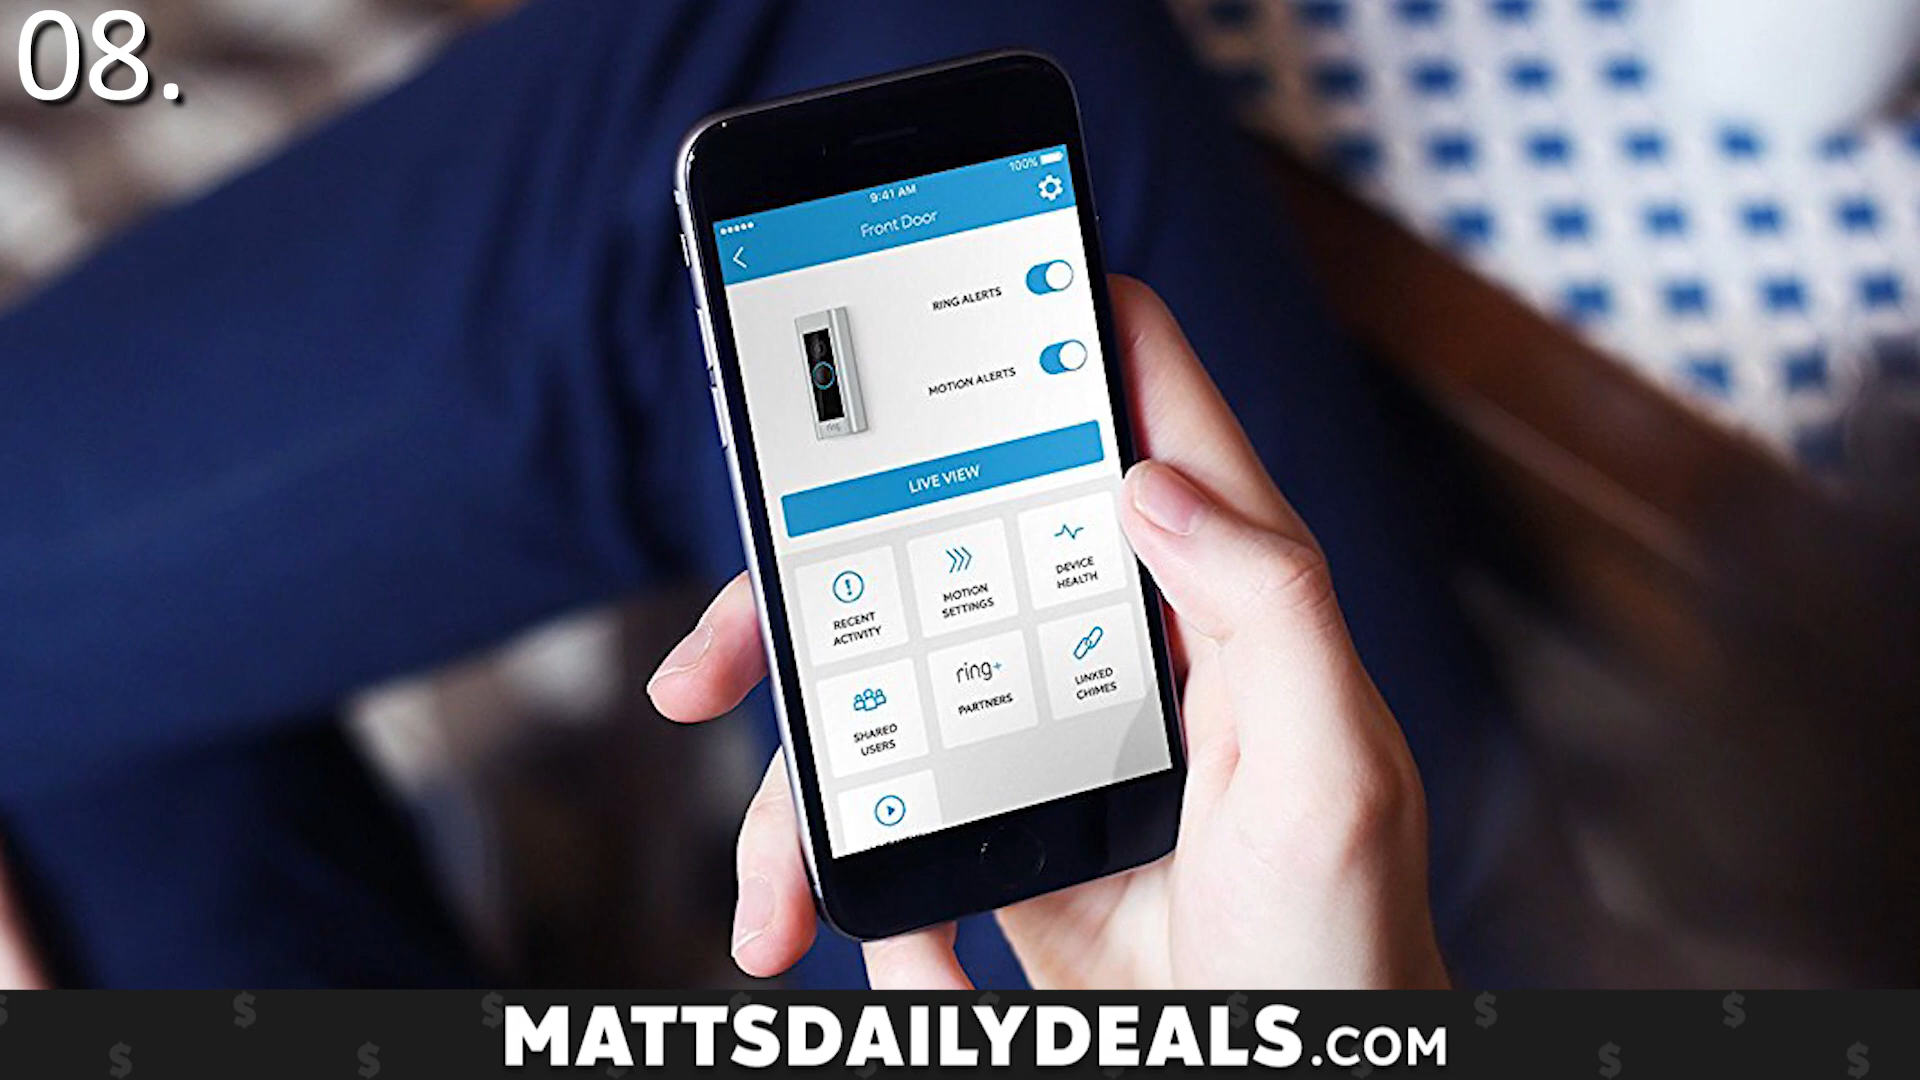 08.
100%
9:41 AM
Front Door
RING ALERTS
MOTION ALERTS
ring
LIVE VIEW
RECENT
ACTIVITY
MOTION
SETTINGS
DEVICE
HEALTH
SHARED
USERS
ring+
PARTNERS
LINKED
CHIMES
MATTSDAILYDEALS.COM